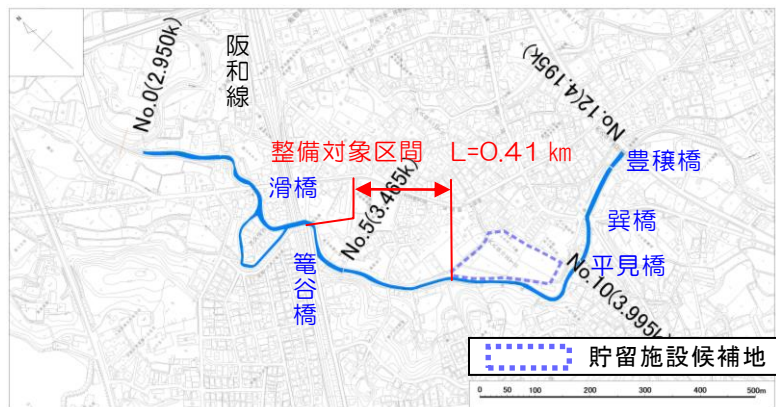 阪和線
No.0(2.950k)
No.12(4.195k)
整備対象区間 L=0.41 km
豊穣橋
滑橋
No.5(3.465k)
巽橋
篭谷橋
平見橋
No.10(3.995k)
貯留施設候補地
0 50 100 200 300 400 500m